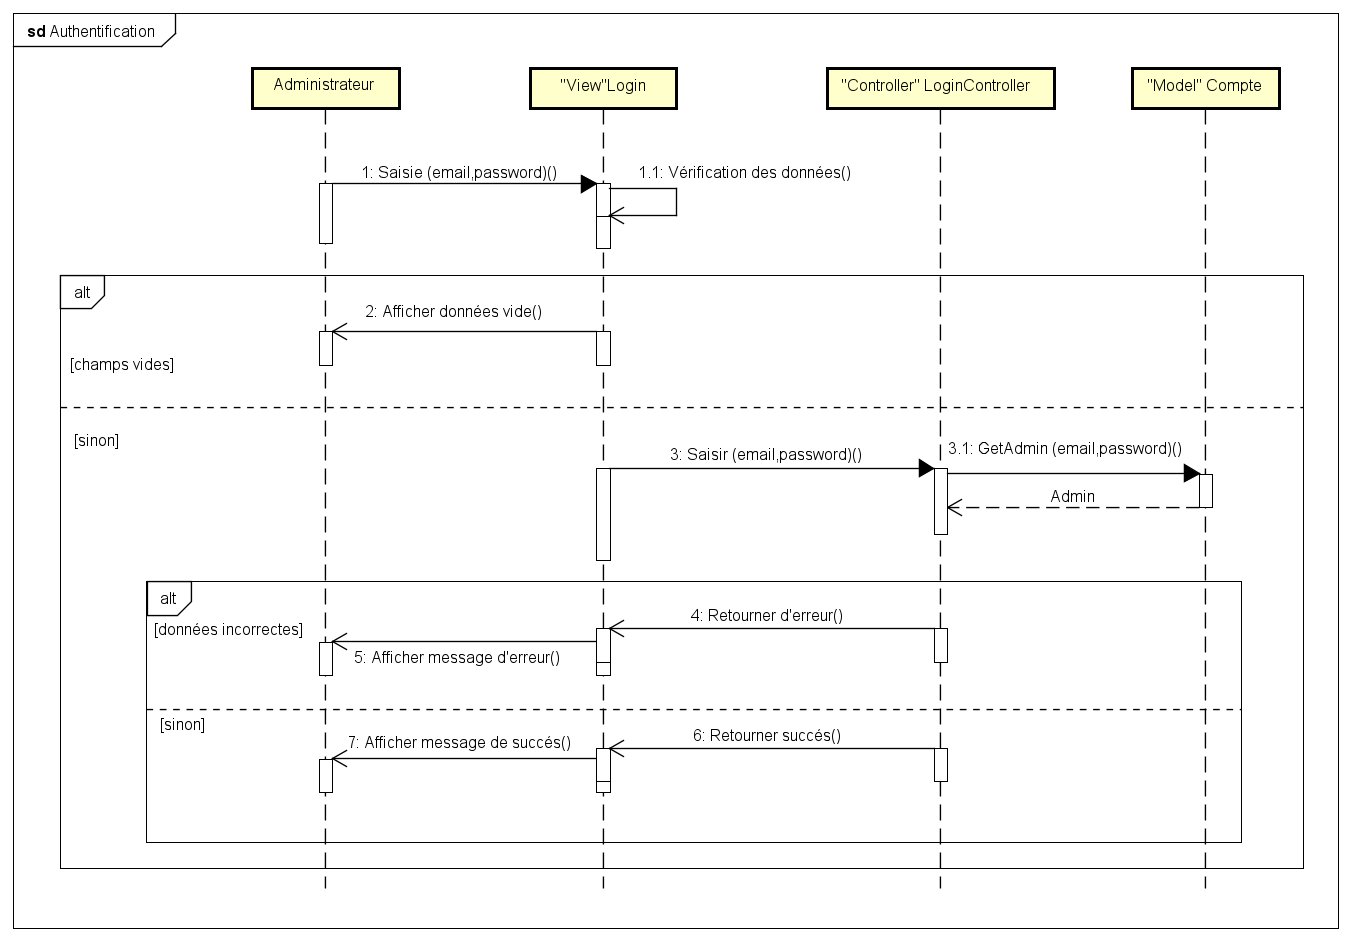 sd Authentification
Administrateur
"View"Login
"Controller" LoginController
"Model" Compte
1: Saisie (email,password)()
1.1: Vérification des données()
alt
2: Afficher données vide()
[champs vides]
[sinon]
3: Saisir (email,password)()
3.1: GetAdmin (email,password)()
Admin
alt
[données incorrectes]
4: Retourner d'erreur()
5: Afficher message d'erreur()
[sinon]
6: Retourner succés()
7: Afficher message de succés()